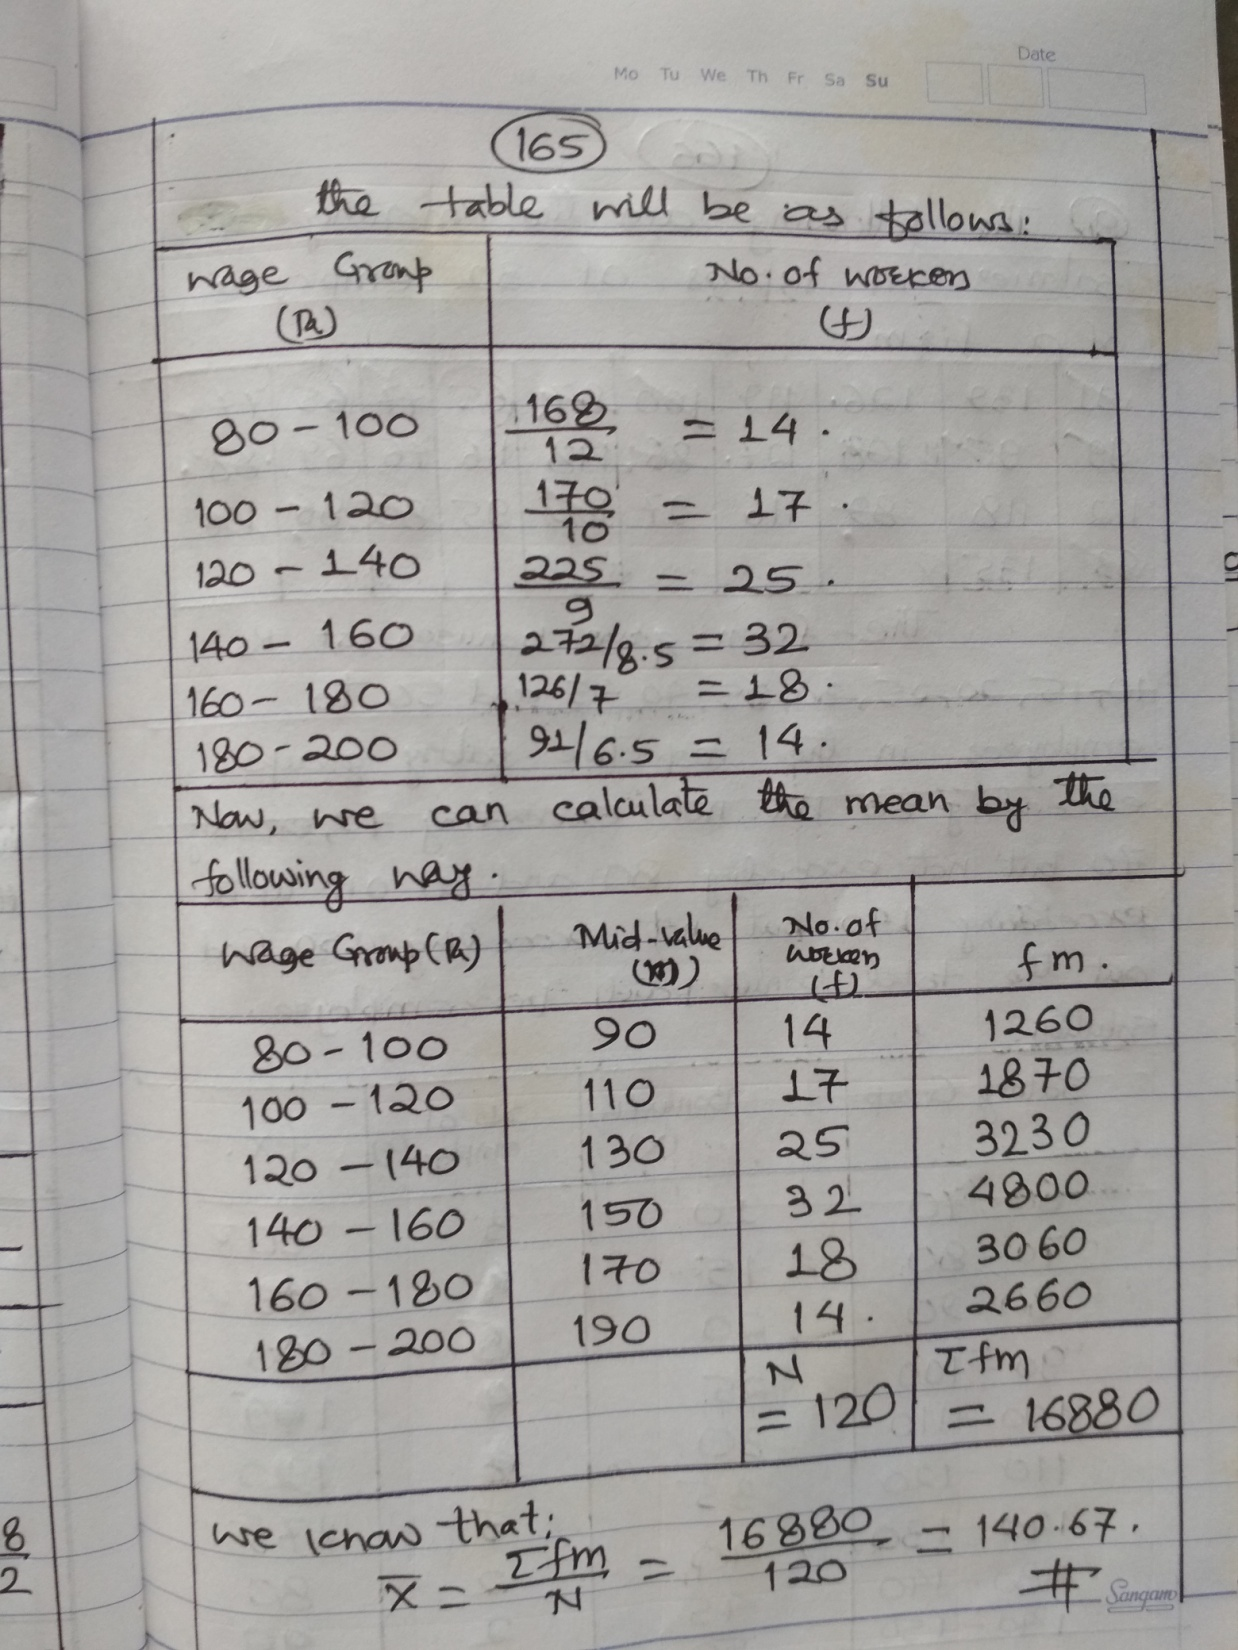 Date
Mo Tu We Th Fr Sa Su
165
the table will be as follows:
Wage Group (Rs) No. of workers (f)
80-100 168/12 = 14.
100-120 170/10 = 17.
120-140 225/9 = 25.
140-160 272/8.5 = 32
160-180 126/7 = 18.
180-200 91/6.5 = 14.
Now, we can calculate the mean by the
following way.
Wage Group (Rs) Mid-value (m) No. of workers (f) fm.
80-100 90 14 1260
100-120 110 17 1870
120-140 130 25 3230
140-160 150 32 4800
160-180 170 18 3060
180-200 190 14. 2660
N = 120 Σfm = 16880
we know that;
X̄ = Σfm/N = 16880/120 = 140.67.
#
Sangam
8
2